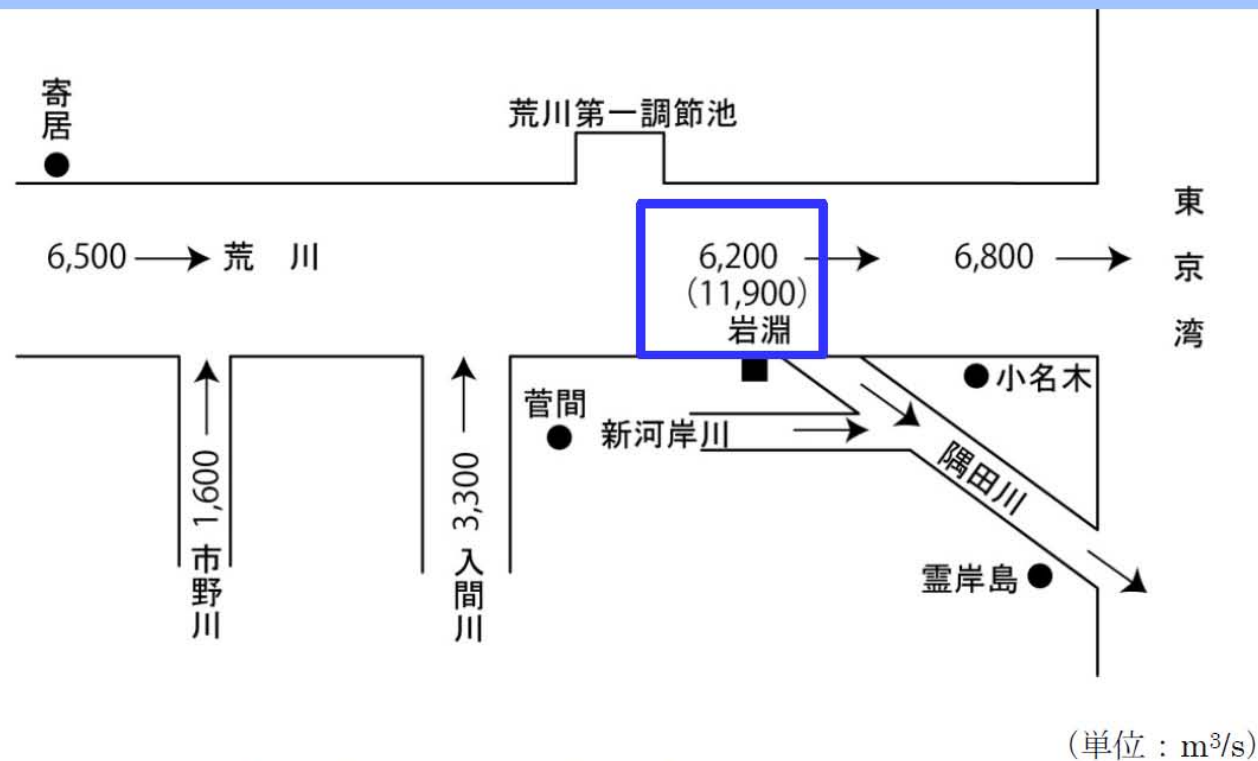 寄居
荒川第一調節池
6,500
荒 川
6,200
(11,900)
岩淵
6,800
東京湾
1,600
市野川
3,300
入間川
菅間
新河岸川
小名木
隅田川
霊岸島
(単位:m³/s)